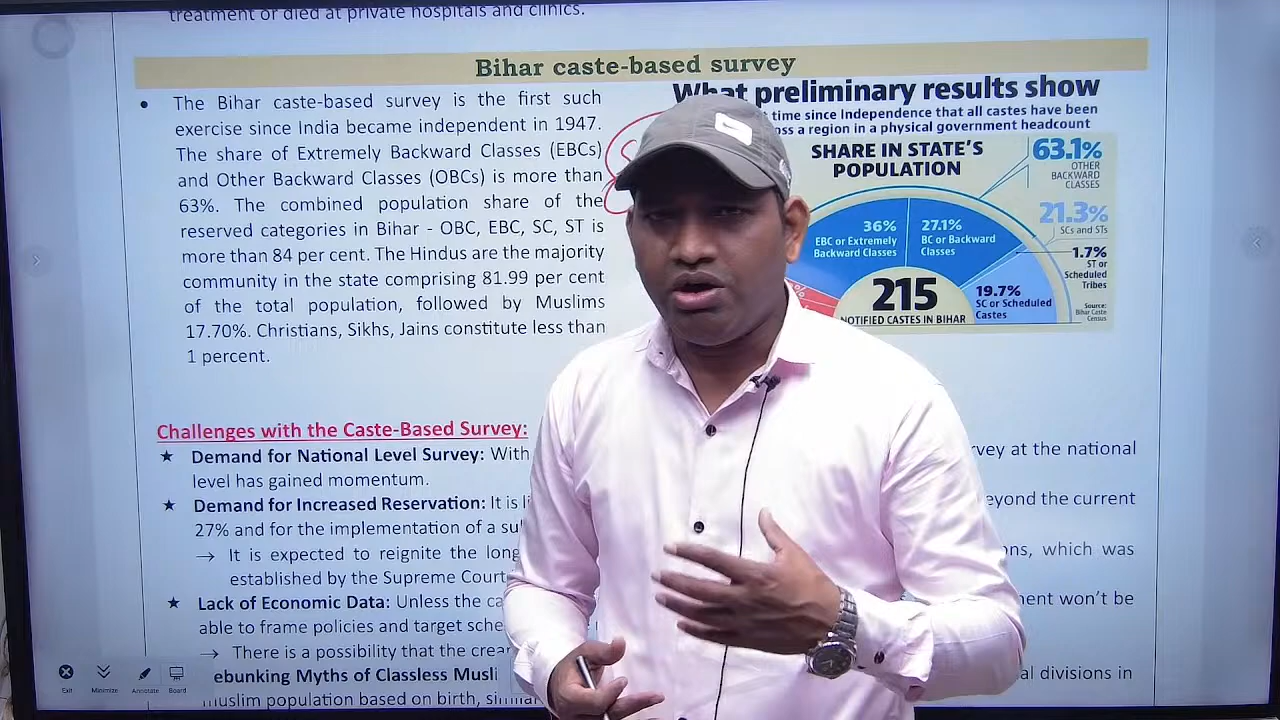 treatment or died at private hospitals and clinics.
Bihar caste-based survey
• The Bihar caste-based survey is the first such
exercise since India became independent in 1947.
The share of Extremely Backward Classes (EBCs)
and Other Backward Classes (OBCs) is more than
63%. The combined population share of the
reserved categories in Bihar - OBC, EBC, SC, ST is
more than 84 per cent. The Hindus are the majority
community in the state comprising 81.99 per cent
of the total population, followed by Muslims
17.70%. Christians, Sikhs, Jains constitute less than
1 percent.
What preliminary results show
time since Independence that all castes have been
a region in a physical government headcount
SHARE IN STATE'S
POPULATION
63.1%
OTHER
BACKWARD
CLASSES
21.3%
SCs and STs
36%
EBC or Extremely
Backward Classes
27.1%
BC or Backward
Classes
1.7%
ST or
Scheduled
Tribes
19.7%
SC or Scheduled
Castes
215
NOTIFIED CASTES IN BIHAR
Source:
Bihar Caste
Census
Challenges with the Caste-Based Survey:
★ Demand for National Level Survey: With
at the national
level has gained momentum.
★ Demand for Increased Reservation: It is
the current
27% and for the implementation of a
→ It is expected to reignite the
which was
established by the Supreme Court
★ Lack of Economic Data: Unless the
won't be
able to frame policies and target
→ There is a possibility that the
Myths of Classless
divisions in
muslim population based on birth,
Exit
Minimize
Annotate
Board